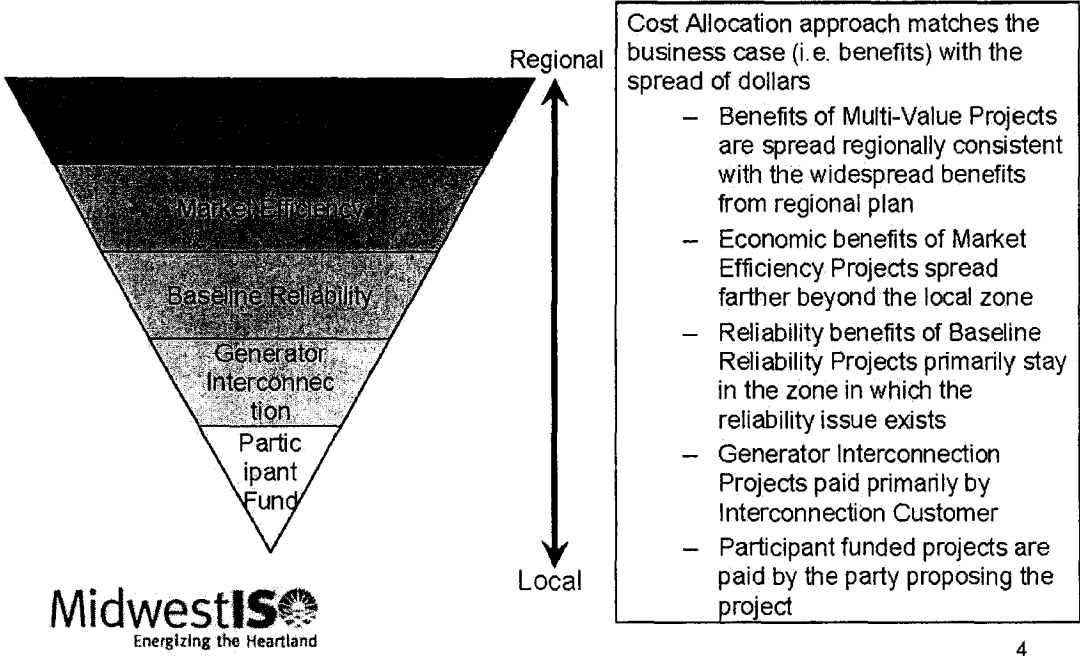 Regional
Market Efficiency
Baseline Reliability
Generator
Interconnec
tion
Partic
ipant
Fund
Local
Cost Allocation approach matches the
business case (i.e. benefits) with the
spread of dollars
– Benefits of Multi-Value Projects
are spread regionally consistent
with the widespread benefits
from regional plan
– Economic benefits of Market
Efficiency Projects spread
farther beyond the local zone
– Reliability benefits of Baseline
Reliability Projects primarily stay
in the zone in which the
reliability issue exists
– Generator Interconnection
Projects paid primarily by
Interconnection Customer
– Participant funded projects are
paid by the party proposing the
project
MidwestISO
Energizing the Heartland
4